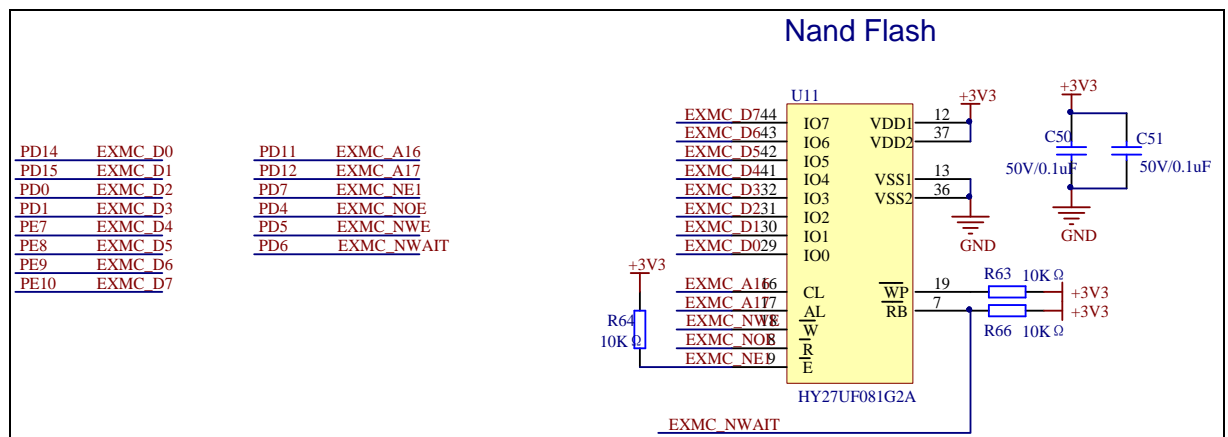 Nand Flash
PD14 EXMC_D0
PD15 EXMC_D1
PD0 EXMC_D2
PD1 EXMC_D3
PE7 EXMC_D4
PE8 EXMC_D5
PE9 EXMC_D6
PE10 EXMC_D7
PD11 EXMC_A16
PD12 EXMC_A17
PD7 EXMC_NE1
PD4 EXMC_NOE
PD5 EXMC_NWE
PD6 EXMC_NWAIT
U11
EXMC_D7 44 IO7
EXMC_D6 43 IO6
EXMC_D5 42 IO5
EXMC_D4 41 IO4
EXMC_D3 32 IO3
EXMC_D2 31 IO2
EXMC_D1 30 IO1
EXMC_D0 29 IO0
EXMC_A16 16 CL
EXMC_A17 17 AL
EXMC_NWE 18 W
EXMC_NOE 8 R
EXMC_NE1 9 E
+3V3
R64
10KΩ
VDD1 12
VDD2 37
+3V3
VSS1 13
VSS2 36
GND
WP 19
RB 7
R63 10KΩ
+3V3
+3V3
R66 10KΩ
HY27UF081G2A
EXMC_NWAIT
+3V3
C50
50V/0.1uF
C51
50V/0.1uF
GND